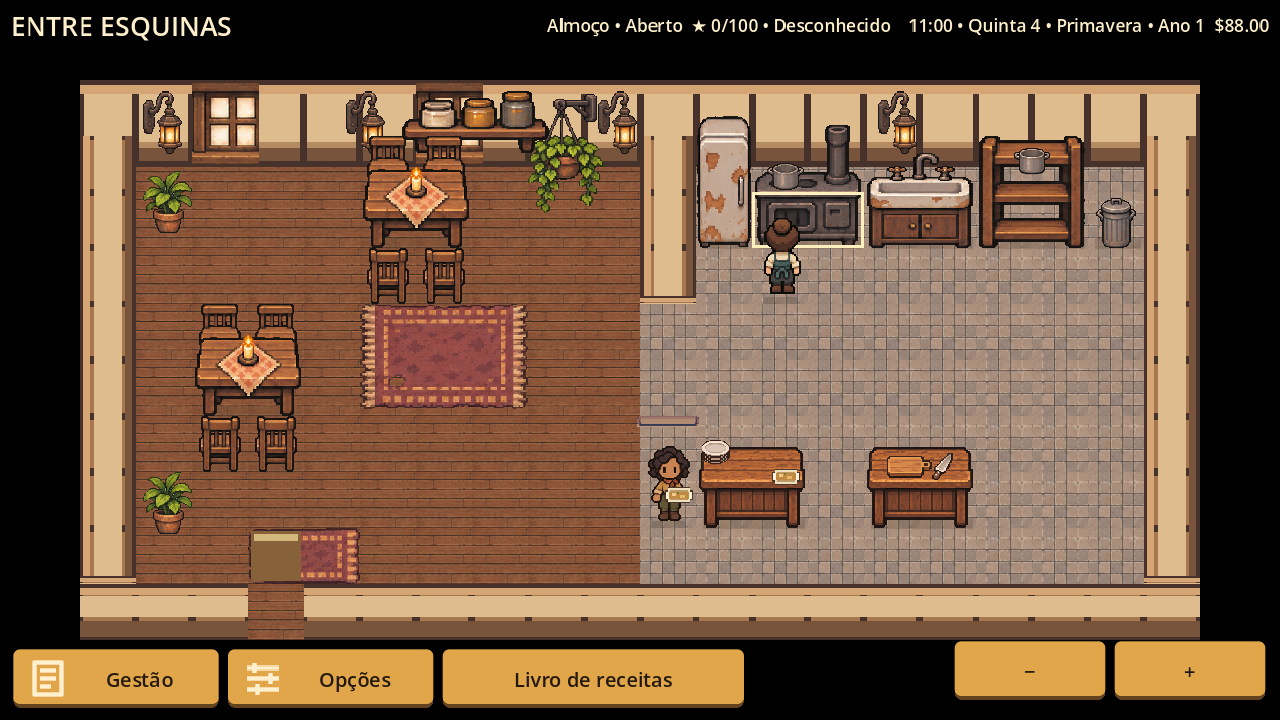 ENTRE ESQUINAS
Almoço • Aberto ★ 0/100 • Desconhecido 11:00 • Quinta 4 • Primavera • Ano 1 $88.00
Gestão
Opções
Livro de receitas
−
+